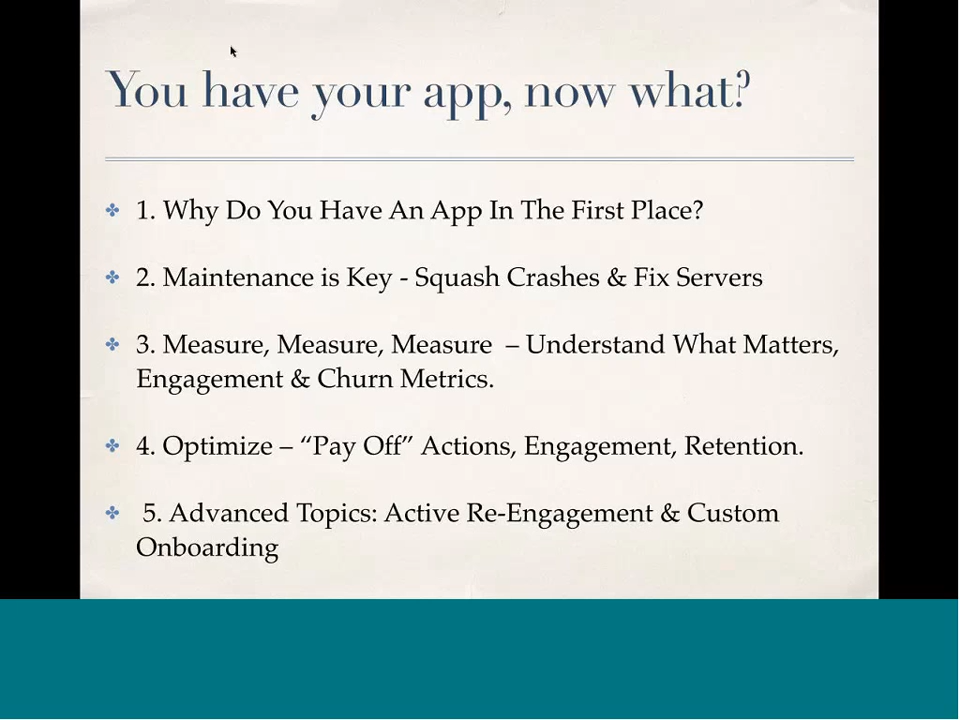 You have your app, now what?
1. Why Do You Have An App In The First Place?
2. Maintenance is Key - Squash Crashes & Fix Servers
3. Measure, Measure, Measure – Understand What Matters,
Engagement & Churn Metrics.
4. Optimize – “Pay Off” Actions, Engagement, Retention.
5. Advanced Topics: Active Re-Engagement & Custom
Onboarding